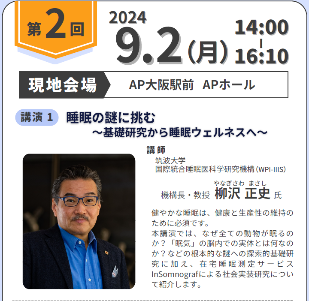 第2回
2024
9.2(月)
14:00
16:10
現地会場
AP大阪駅前 APホール
講演1
睡眠の謎に挑む
～基礎研究から睡眠ウェルネスへ～
講師
筑波大学
国際統合睡眠医科学研究機構(WPI-IIIS)
やなぎさわ まさし
機構長・教授 柳沢 正史 氏
健やかな睡眠は、健康と生産性の維持の
ために必須です。
本講演では、なぜ全ての動物が眠るの
か?「眠気」の脳内での実体とは何なの
か?などの根本的な謎への探索的基礎研
究に加え、在宅睡眠測定サービス
InSomnografによる社会実装研究につい
て紹介します。